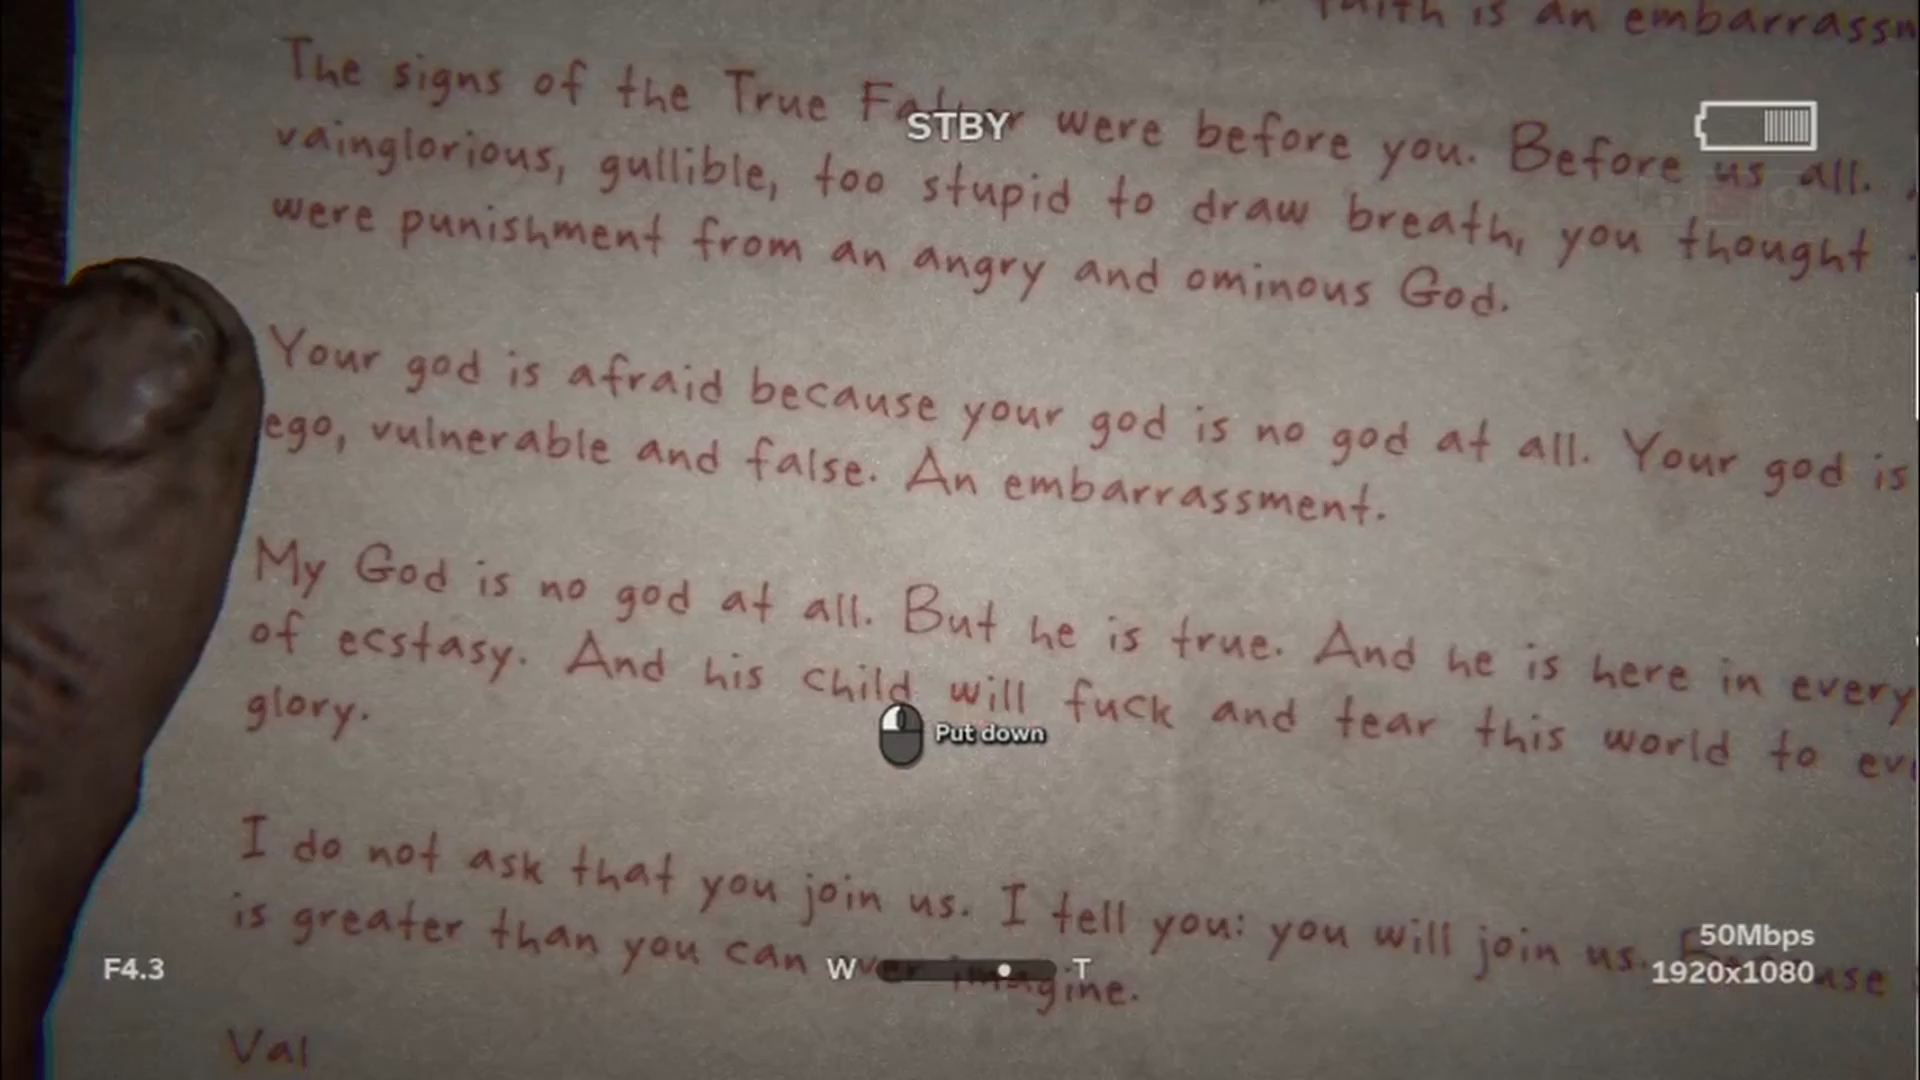 faith is an embarrassm
The signs of the True Father were before you. Before us all.
vainglorious, gullible, too stupid to draw breath, you thought
were punishment from an angry and ominous God.
Your god is afraid because your god is no god at all. Your god is
ego, vulnerable and false. An embarrassment.
My God is no god at all. But he is true. And he is here in every
of ecstasy. And his child will fuck and tear this world to ev
glory.
I do not ask that you join us. I tell you: you will join us. Because
is greater than you can ever imagine.
Val
STBY
Put down
F4.3
W T
50Mbps
1920x1080